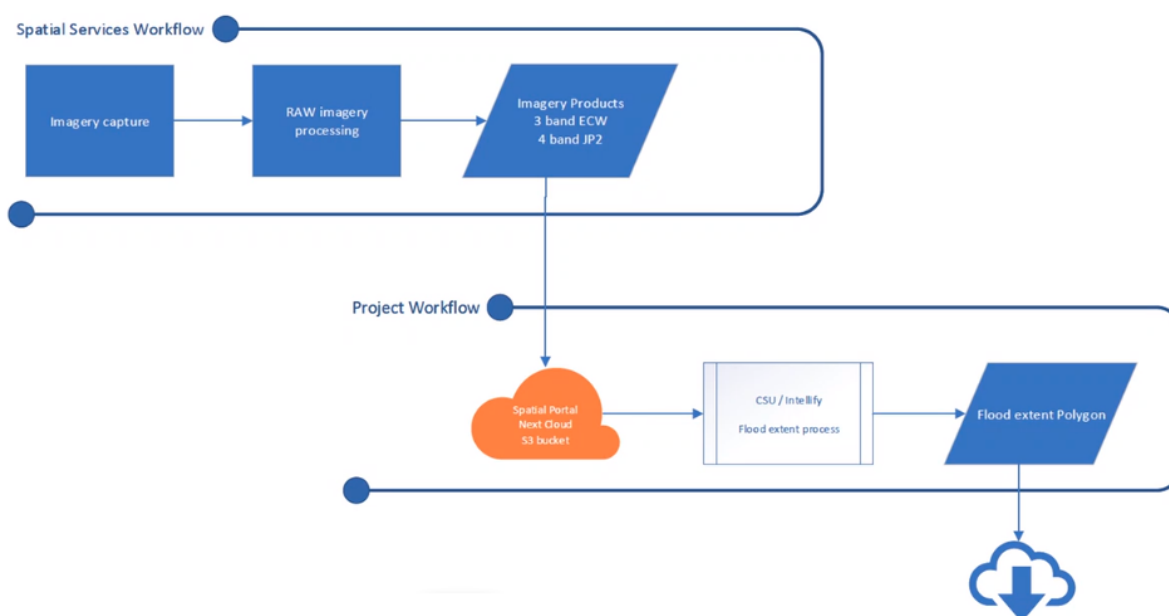 Spatial Services Workflow
Imagery capture
RAW imagery
processing
Imagery Products
3 band ECW
4 band JP2
Project Workflow
Spatial Portal
Next Cloud
S3 bucket
CSU / Intellify
Flood extent process
Flood extent Polygon